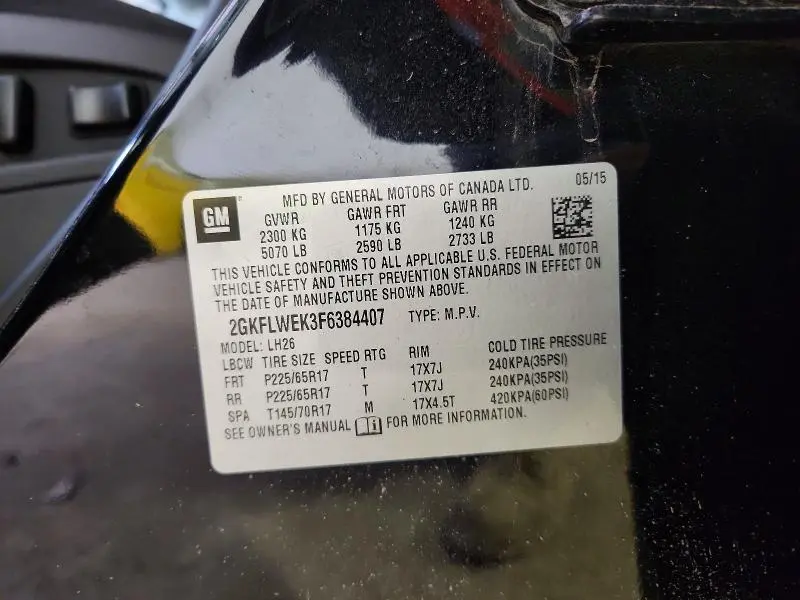 GM
MFD BY GENERAL MOTORS OF CANADA LTD. 05/15
GVWR GAWR FRT GAWR RR
2300 KG 1175 KG 1240 KG
5070 LB 2590 LB 2733 LB
THIS VEHICLE CONFORMS TO ALL APPLICABLE U.S. FEDERAL MOTOR
VEHICLE SAFETY AND THEFT PREVENTION STANDARDS IN EFFECT ON
THE DATE OF MANUFACTURE SHOWN ABOVE.
2GKFLWEK3F6384407 TYPE: M.P.V.
MODEL: LH26
LBCW TIRE SIZE SPEED RTG RIM COLD TIRE PRESSURE
FRT P225/65R17 T 17X7J 240KPA(35PSI)
RR P225/65R17 T 17X7J 240KPA(35PSI)
SPA T145/70R17 M 17X4.5T 420KPA(60PSI)
SEE OWNER'S MANUAL FOR MORE INFORMATION.